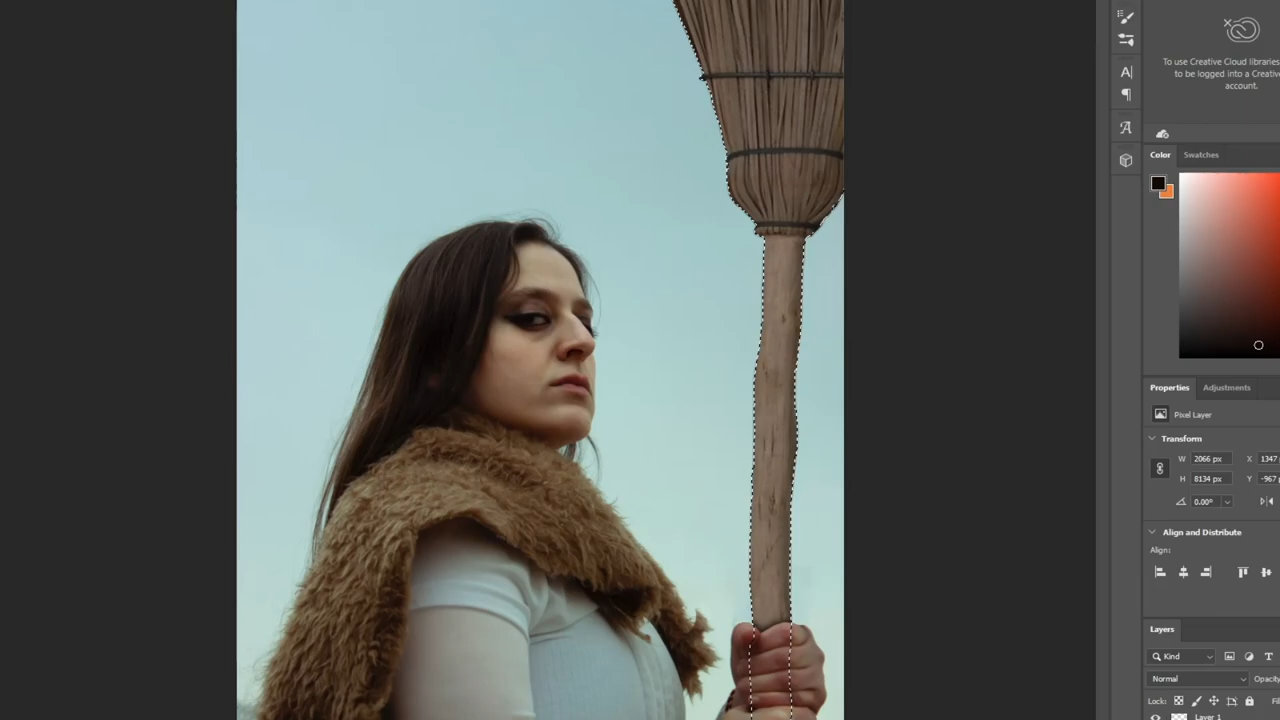 To use Creative Cloud libraries
to be logged into a Creative
account.
Color Swatches
Properties Adjustments
Pixel Layer
Transform
W 2066 px X 1347
H 8134 px Y -967
0.00°
Align and Distribute
Align:
Layers
Kind
Normal Opacity
Lock:
Layer 1